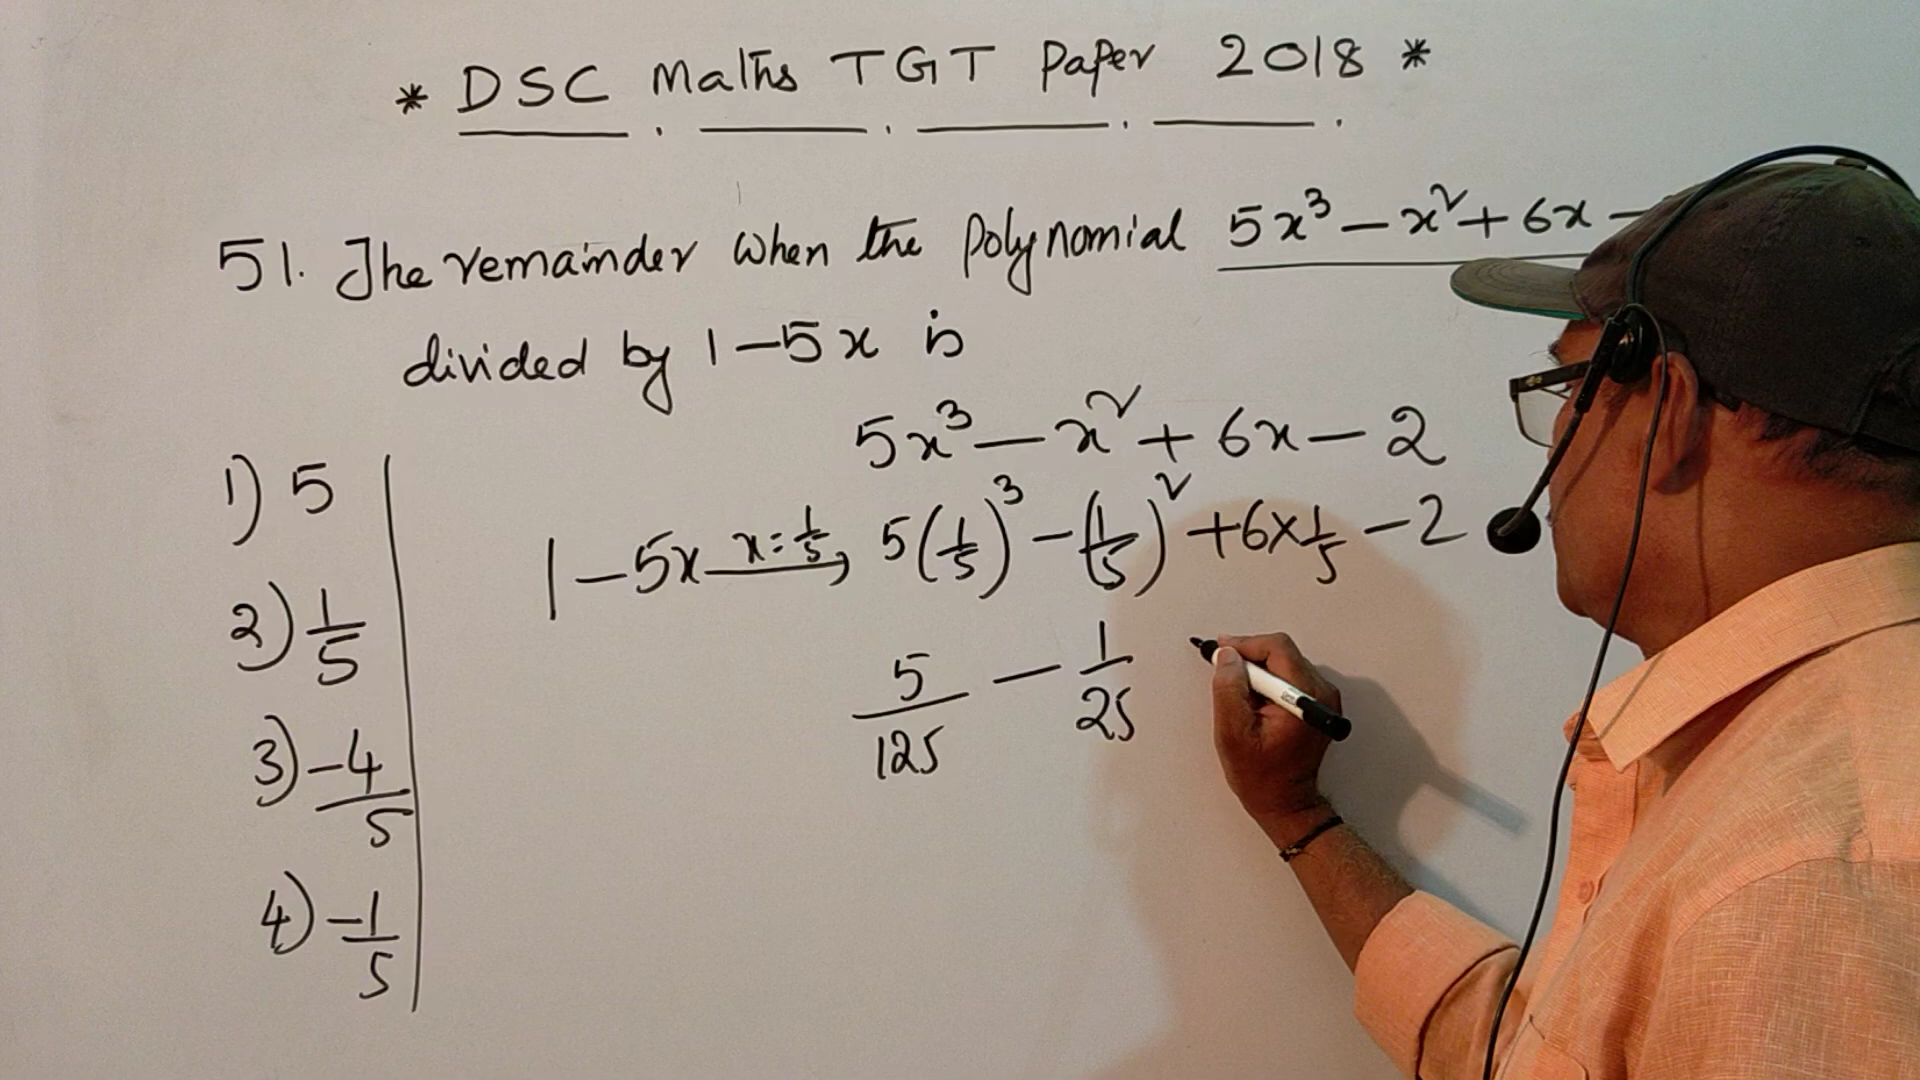 * DSC Maths TGT Paper 2018 *
51. The remainder when the polynomial 5x³ - x² + 6x -
divided by 1-5x is
5x³ - x² + 6x - 2
1-5x x=1/5, 5(1/5)³ - (1/5)² + 6×1/5 - 2
5/125 - 1/25
1) 5
2) 1/5
3) -4/5
4) -1/5